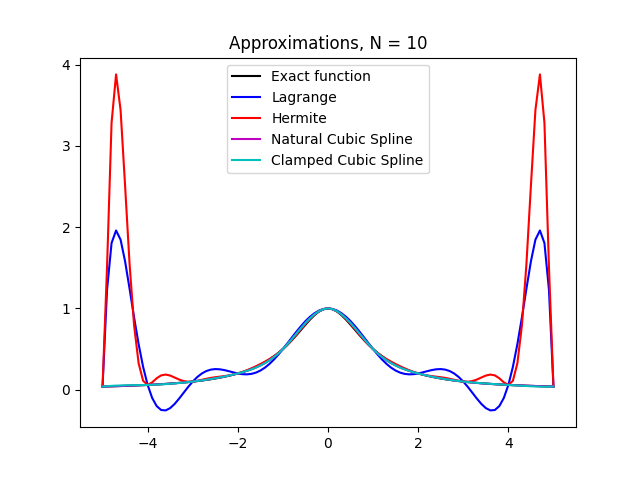 Approximations, N = 10
Exact function
Lagrange
Hermite
Natural Cubic Spline
Clamped Cubic Spline
4
3
2
1
0
−4 −2 0 2 4